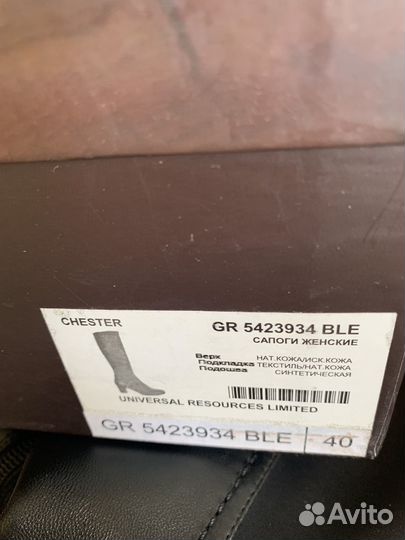 CHESTER
GR 5423934 BLE
САПОГИ ЖЕНСКИЕ
Верх НАТ.КОЖА/ИСК.КОЖА
Подкладка ТЕКСТИЛЬ/НАТ.КОЖА
Подошва СИНТЕТИЧЕСКАЯ
UNIVERSAL RESOURCES LIMITED
GR 5423934 BLE 40
Avito